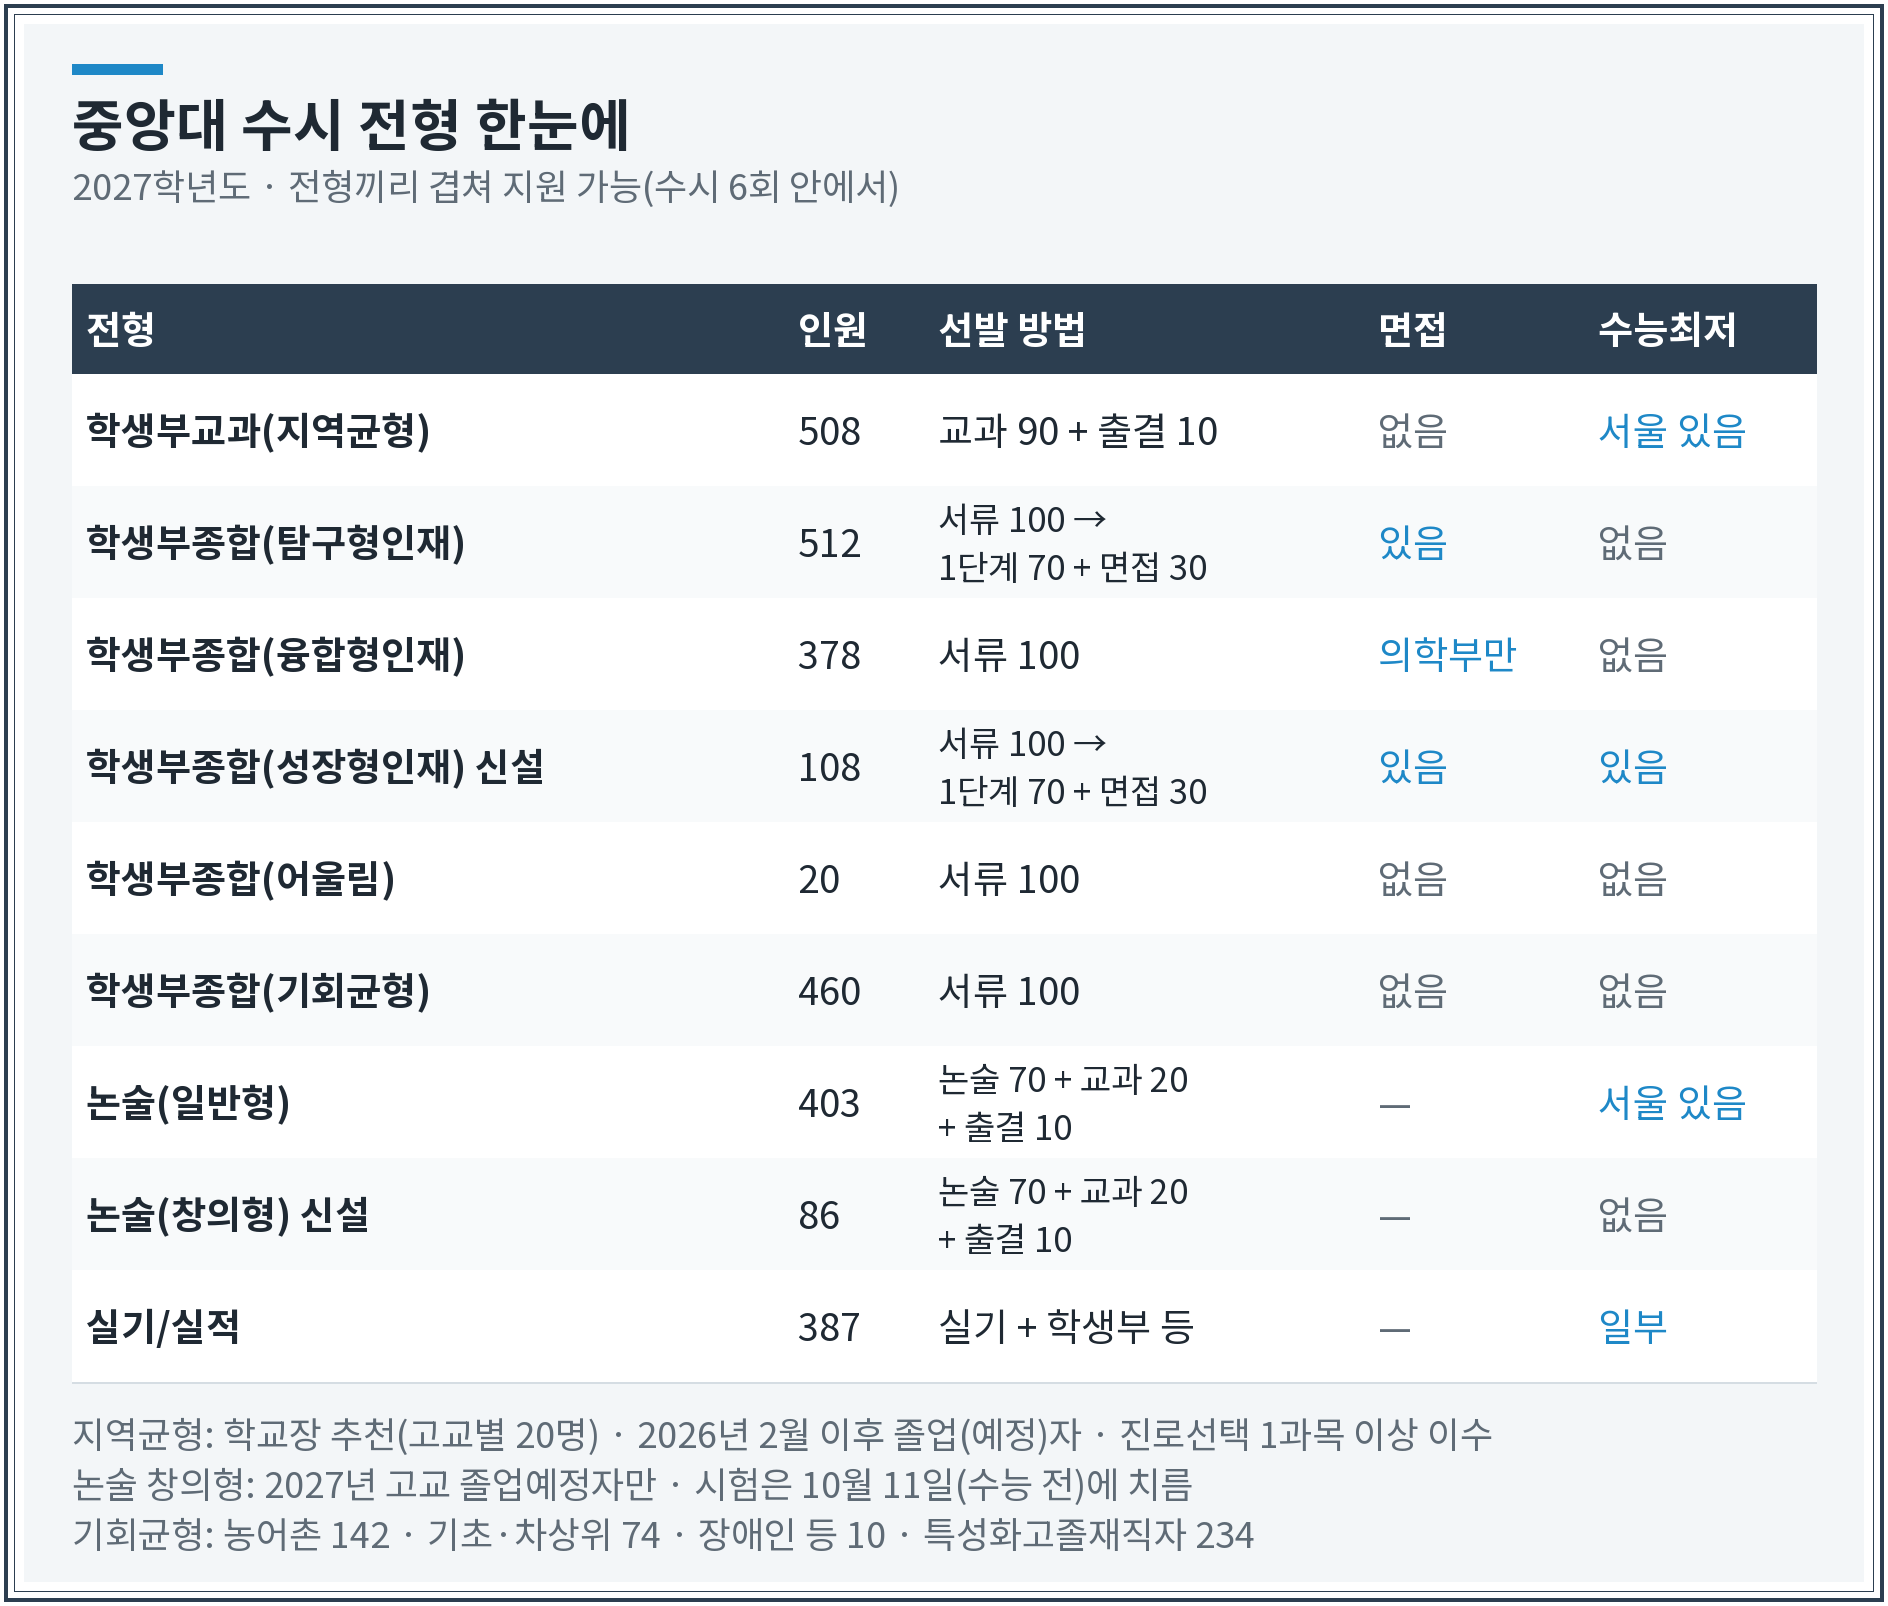 중앙대 수시 전형 한눈에
2027학년도 · 전형끼리 겹쳐 지원 가능(수시 6회 안에서)
전형 인원 선발 방법 면접 수능최저
학생부교과(지역균형) 508 교과 90 + 출결 10 없음 서울 있음
학생부종합(탐구형인재) 512 서류 100 →
1단계 70 + 면접 30 있음 없음
학생부종합(융합형인재) 378 서류 100 의학부만 없음
학생부종합(성장형인재) 신설 108 서류 100 →
1단계 70 + 면접 30 있음 있음
학생부종합(어울림) 20 서류 100 없음 없음
학생부종합(기회균형) 460 서류 100 없음 없음
논술(일반형) 403 논술 70 + 교과 20
+ 출결 10 — 서울 있음
논술(창의형) 신설 86 논술 70 + 교과 20
+ 출결 10 — 없음
실기/실적 387 실기 + 학생부 등 — 일부
지역균형: 학교장 추천(고교별 20명) · 2026년 2월 이후 졸업(예정)자 · 진로선택 1과목 이상 이수
논술 창의형: 2027년 고교 졸업예정자만 · 시험은 10월 11일(수능 전)에 치름
기회균형: 농어촌 142 · 기초·차상위 74 · 장애인 등 10 · 특성화고졸재직자 234